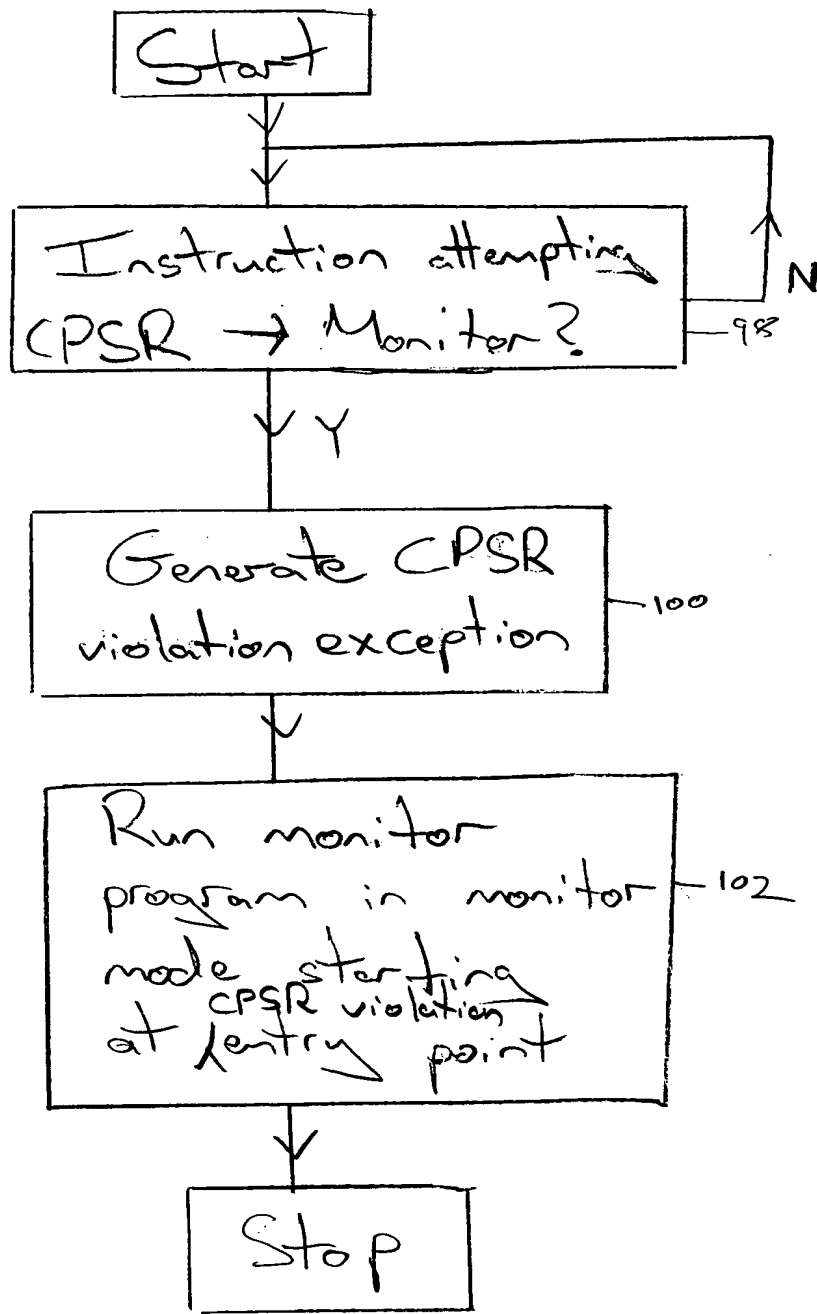 Start
Instruction attempting
CPSR → Monitor?
N
98
Y
Generate CPSR
violation exception
100
Run monitor
program in monitor
mode starting
CPSR violation
at entry point
102
Stop